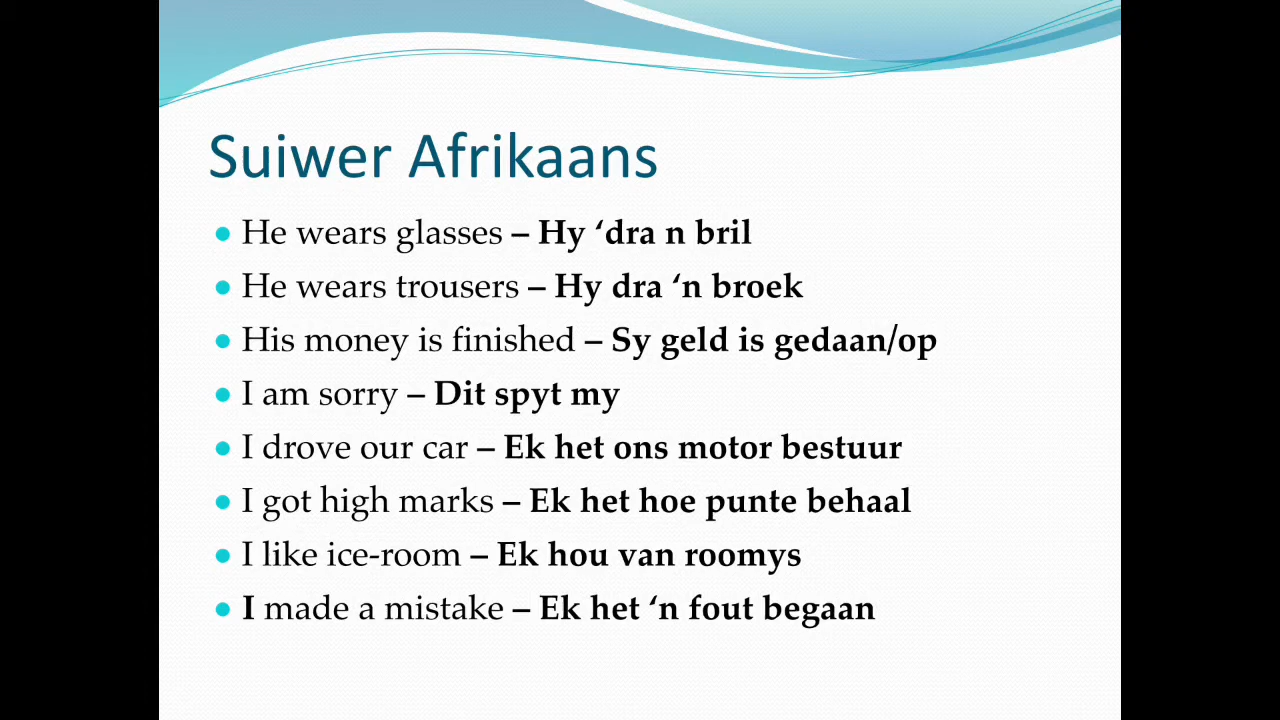 Suiwer Afrikaans
He wears glasses – Hy ‘dra n bril
He wears trousers – Hy dra ‘n broek
His money is finished – Sy geld is gedaan/op
I am sorry – Dit spyt my
I drove our car – Ek het ons motor bestuur
I got high marks – Ek het hoe punte behaal
I like ice-room – Ek hou van roomys
I made a mistake – Ek het ‘n fout begaan